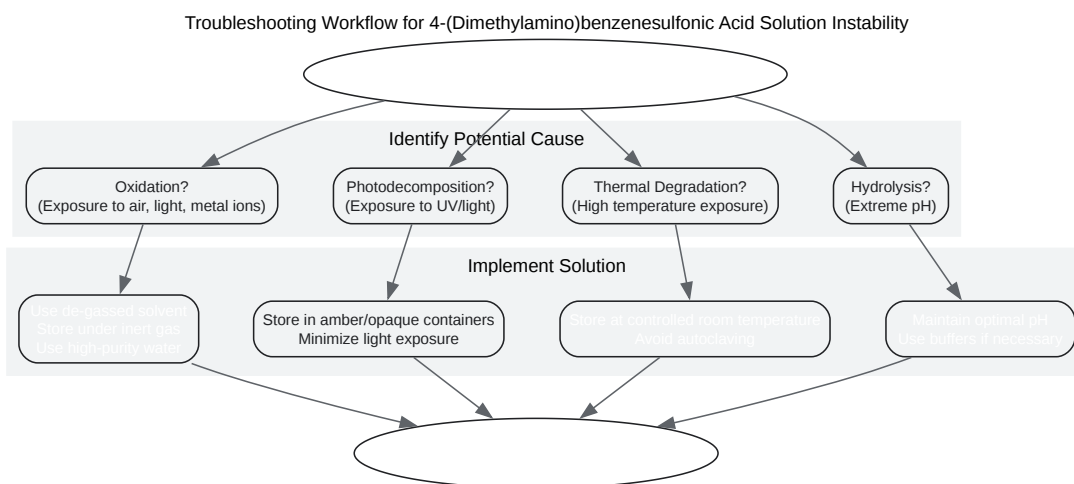 Troubleshooting Workflow for 4-(Dimethylamino)benzenesulfonic Acid Solution Instability
Identify Potential Cause
Oxidation?
(Exposure to air, light, metal ions)
Photodecomposition?
(Exposure to UV/light)
Thermal Degradation?
(High temperature exposure)
Hydrolysis?
(Extreme pH)
Implement Solution
Use de-gassed solvent
Store under inert gas
Use high-purity water
Store in amber/opaque containers
Minimize light exposure
Store at controlled room temperature
Avoid autoclaving
Maintain optimal pH
Use buffers if necessary